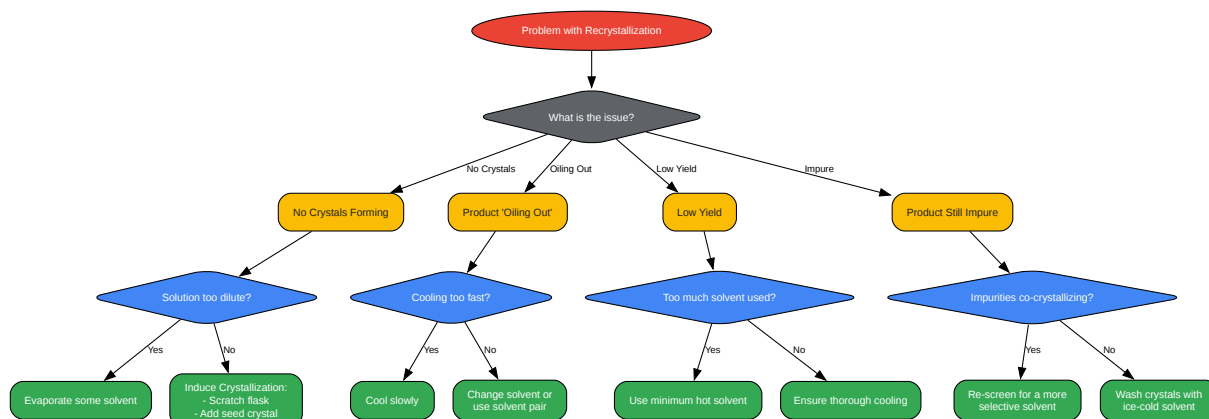 Problem with Recrystallization
What is the issue?
No Crystals
Oiling Out
Low Yield
Impure
No Crystals Forming
Product 'Oiling Out'
Low Yield
Product Still Impure
Solution too dilute?
Cooling too fast?
Too much solvent used?
Impurities co-crystallizing?
Yes
No
Yes
No
Yes
No
Yes
No
Evaporate some solvent
Induce Crystallization:
- Scratch flask
- Add seed crystal
Cool slowly
Change solvent or
use solvent pair
Use minimum hot solvent
Ensure thorough cooling
Re-screen for a more
selective solvent
Wash crystals with
ice-cold solvent